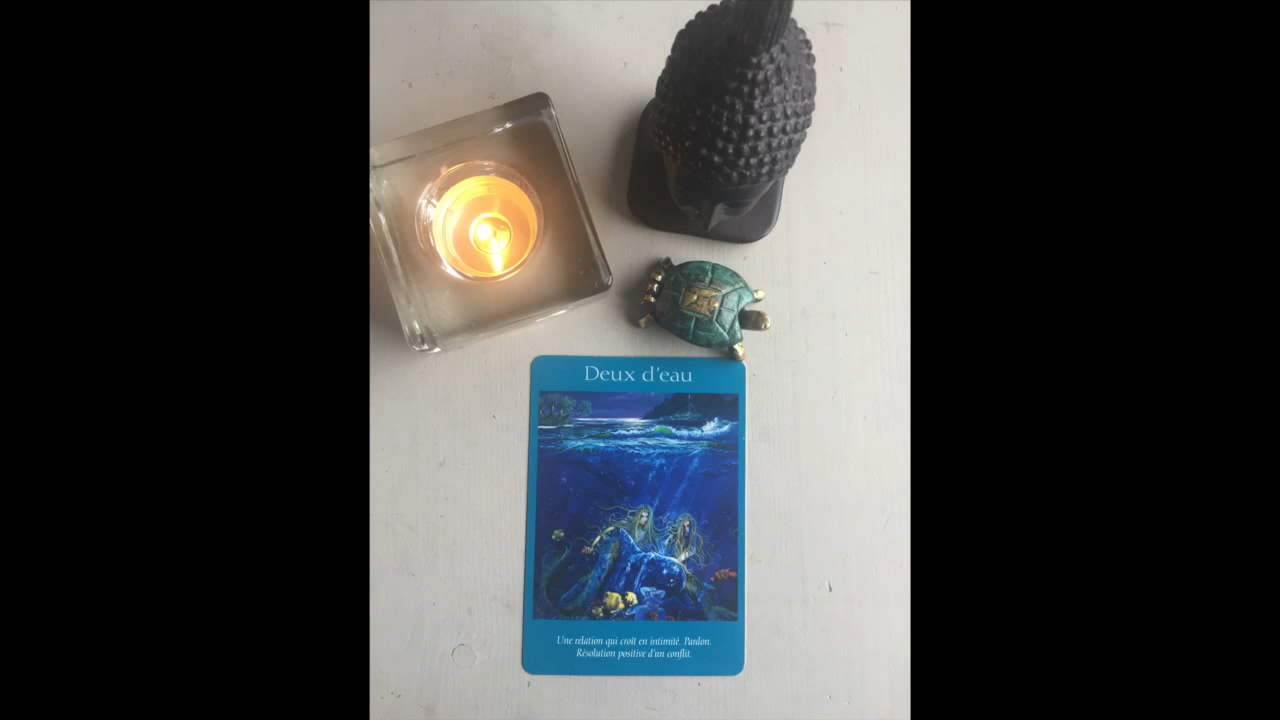 Deux d'eau
Une relation qui croît en intimité. Pardon.
Résolution positive d'un conflit.